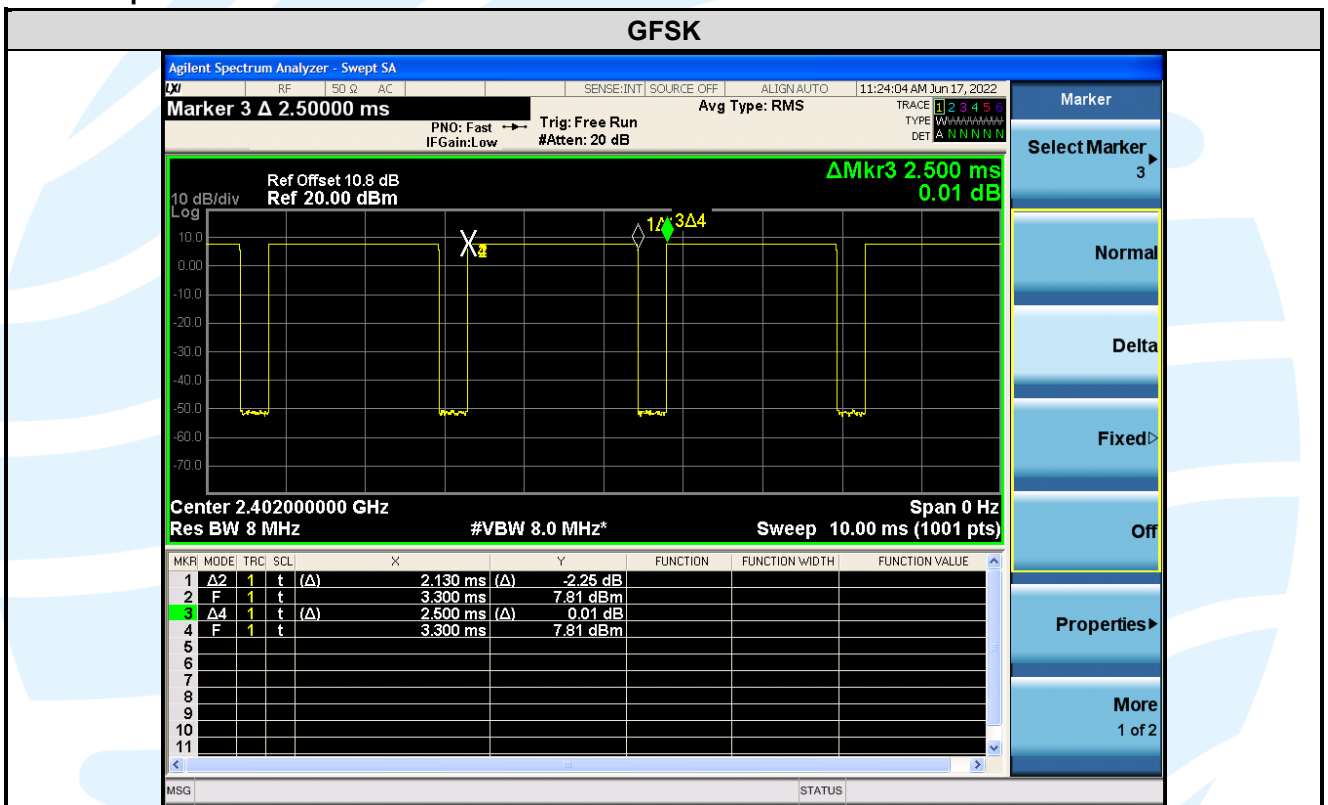 GFSK
Agilent Spectrum Analyzer - Swept SA
LXI RF 50 Ω AC SENSE:INT SOURCE OFF ALIGN AUTO 11:24:04 AM Jun 17, 2022
Marker 3 Δ 2.50000 ms
PNO: Fast
IFGain:Low
Trig: Free Run
#Atten: 20 dB
Avg Type: RMS
TRACE 1 2 3 4 5 6
TYPE WWWWWWW
DET A N N N N N
ΔMkr3 2.500 ms
0.01 dB
Ref Offset 10.8 dB
10 dB/div Ref 20.00 dBm
Log
10.0
0.00
-10.0
-20.0
-30.0
-40.0
-50.0
-60.0
-70.0
3Δ4
Center 2.402000000 GHz Span 0 Hz
Res BW 8 MHz #VBW 8.0 MHz* Sweep 10.00 ms (1001 pts)
MKR MODE TRC SCL X Y FUNCTION FUNCTION WIDTH FUNCTION VALUE
1 Δ2 1 t (Δ) 2.130 ms (Δ) -2.25 dB
2 F 1 t 3.300 ms 7.81 dBm
3 Δ4 1 t (Δ) 2.500 ms (Δ) 0.01 dB
4 F 1 t 3.300 ms 7.81 dBm
5
6
7
8
9
10
11
MSG STATUS
Marker
Select Marker
3
Normal
Delta
Fixed
Off
Properties
More
1 of 2